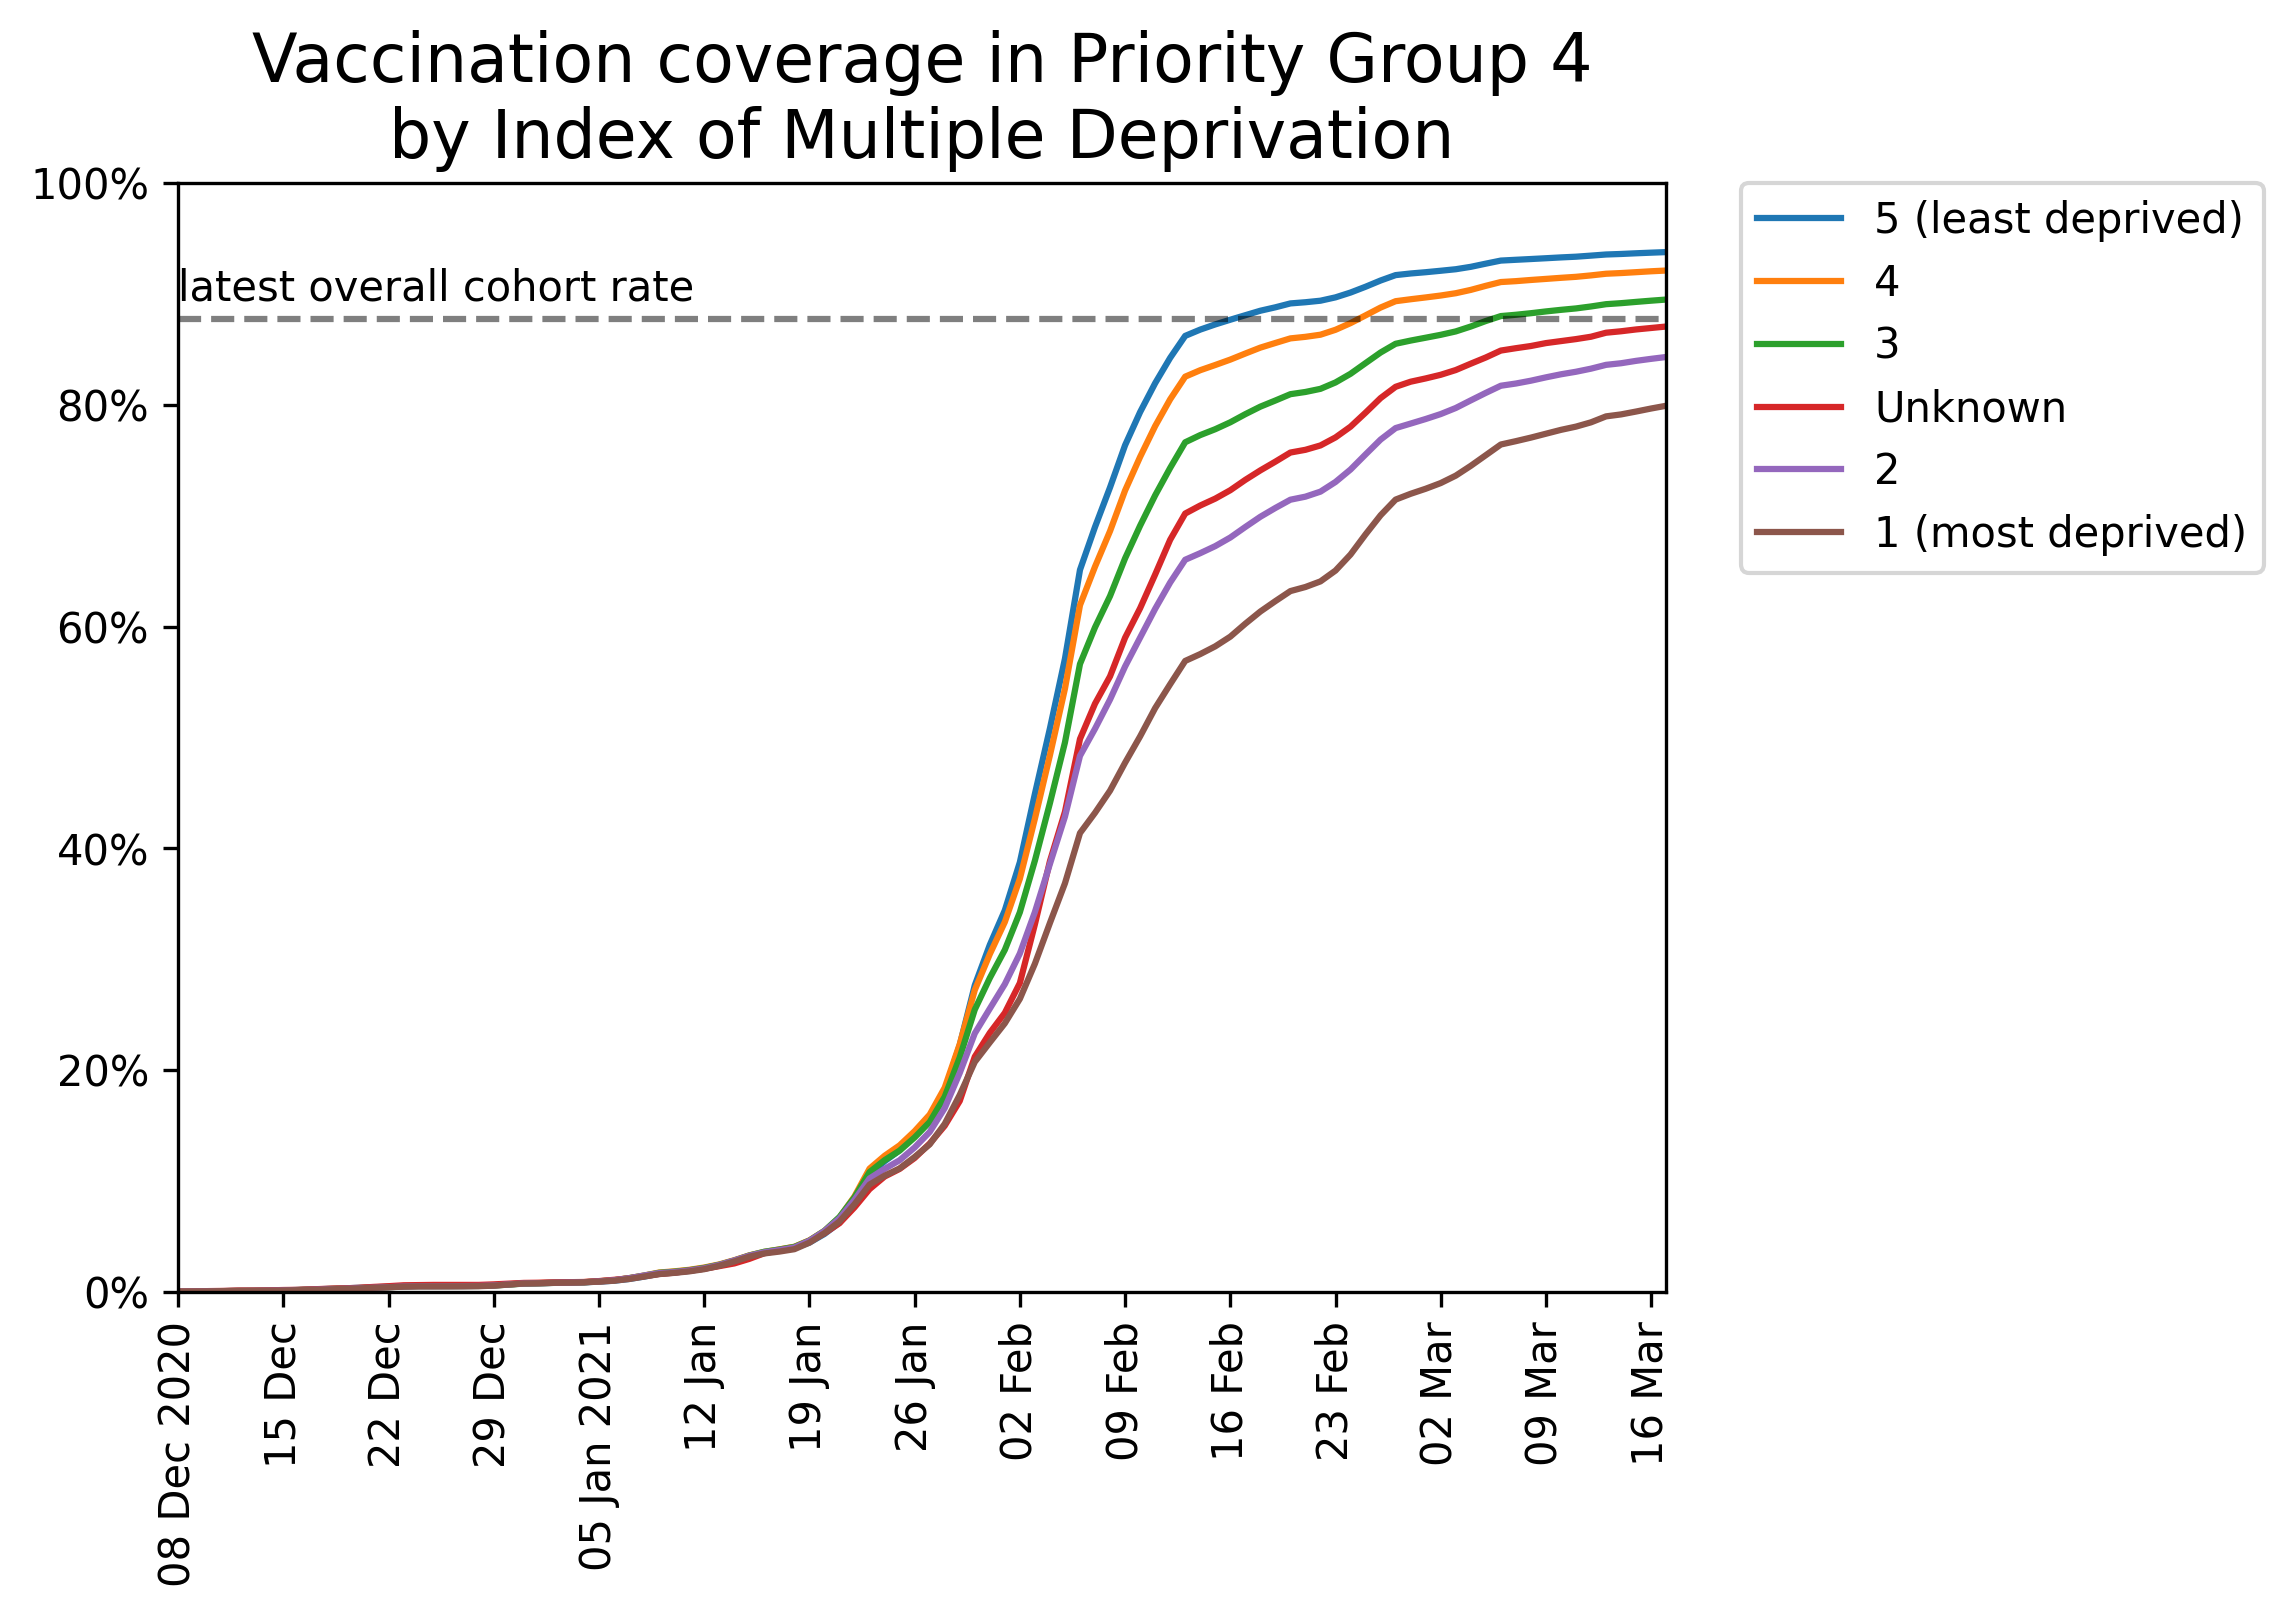 Vaccination coverage in Priority Group 4
by Index of Multiple Deprivation
100%
80%
60%
40%
20%
0%
latest overall cohort rate
08 Dec 2020
15 Dec
22 Dec
29 Dec
05 Jan 2021
12 Jan
19 Jan
26 Jan
02 Feb
09 Feb
16 Feb
23 Feb
02 Mar
09 Mar
16 Mar
5 (least deprived)
4
3
Unknown
2
1 (most deprived)